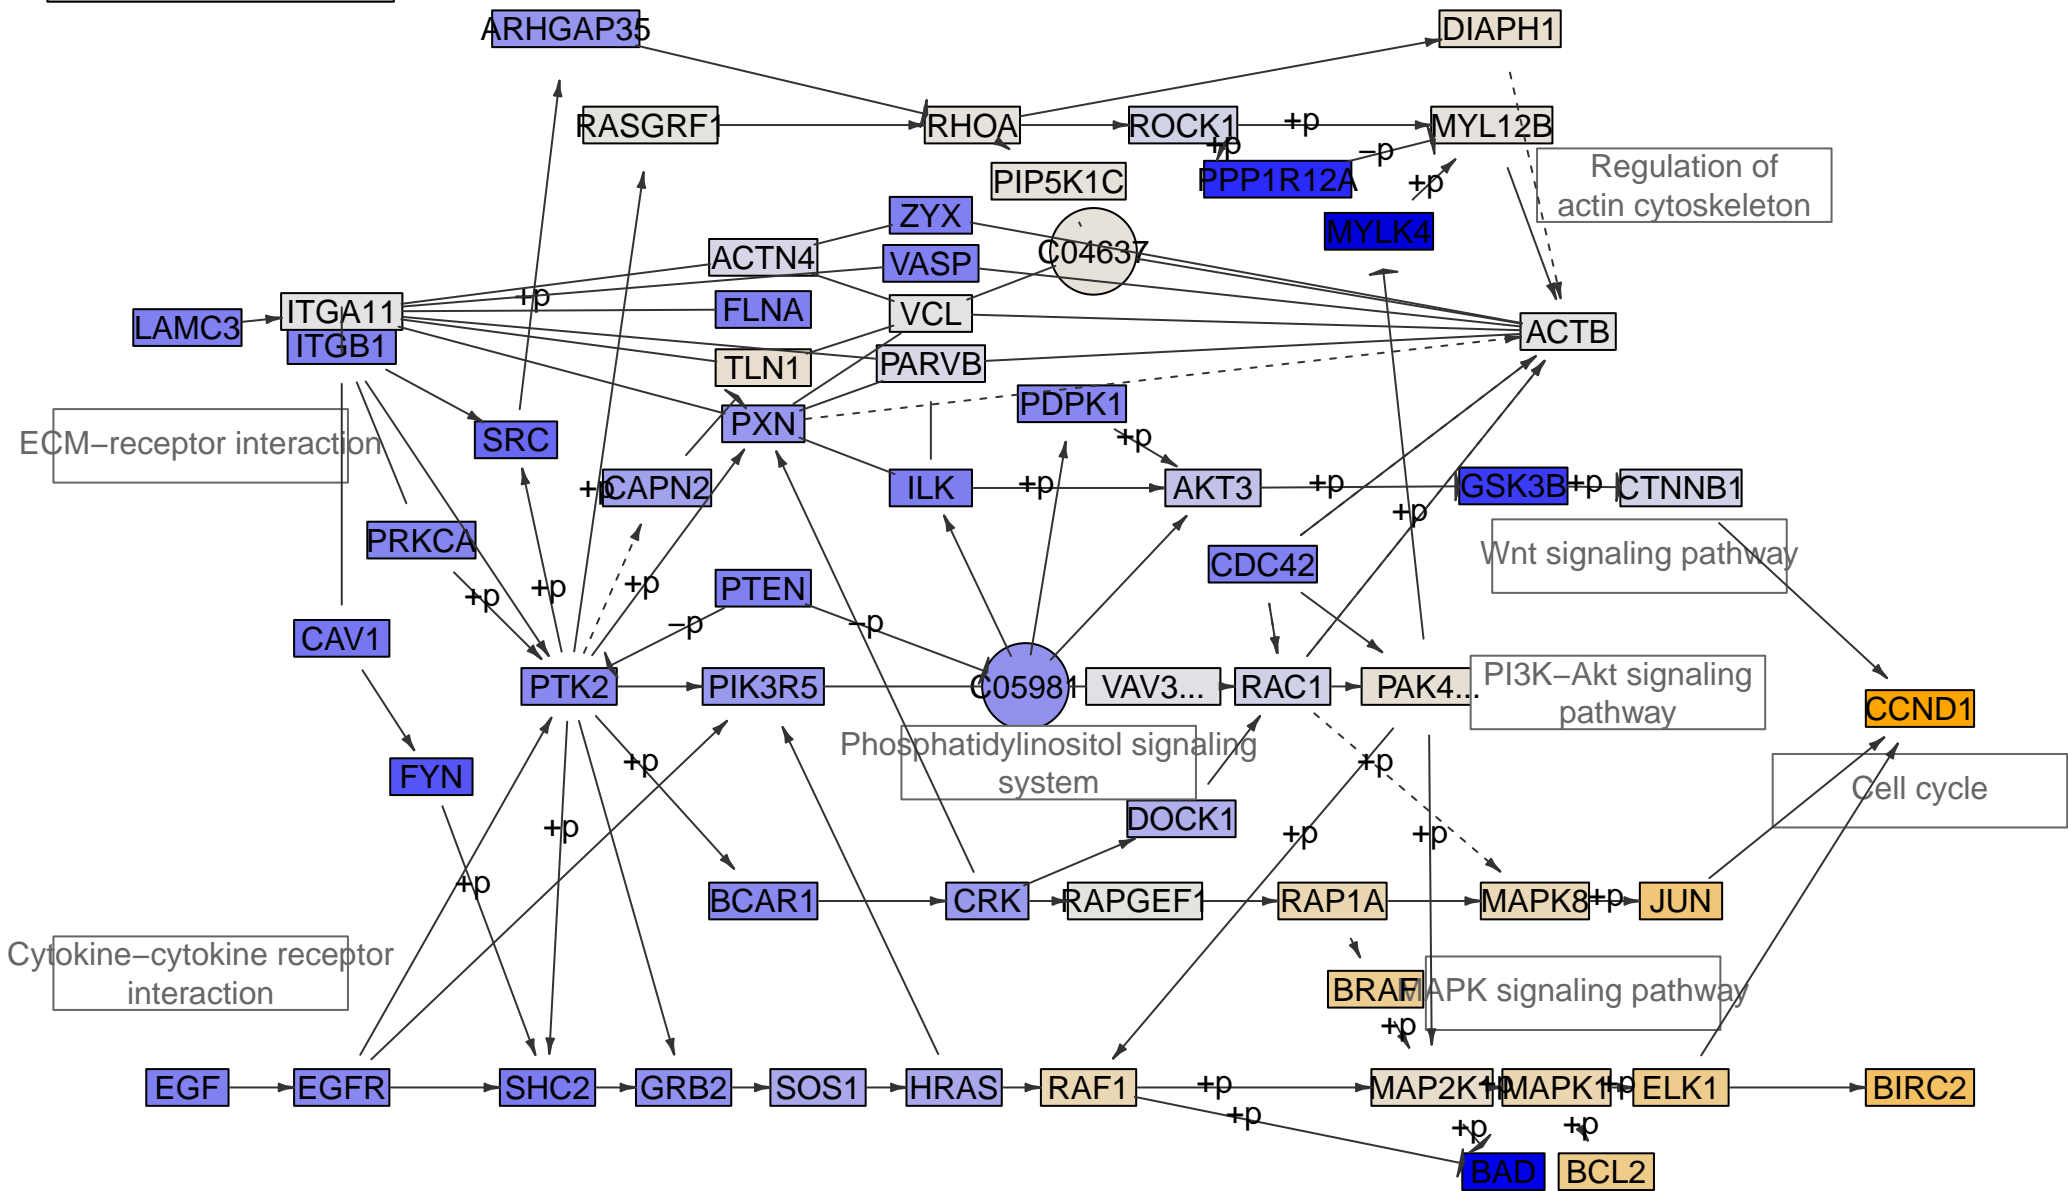 ARHGAP35
DIAPH1
RASGRF1
RHOA
ROCK1
+p
MYL12B
+p
−p
PIP5K1C
PPP1R12A
+p
Regulation of
actin cytoskeleton
ZYX
MYLK4
ACTN4
VASP
C04637
+p
ITGA11
FLNA
VCL
LAMC3
ITGB1
ACTB
TLN1
PARVB
PDPK1
PXN
ECM−receptor interaction
SRC
+p
+p
CAPN2
ILK
+p
AKT3
+p
GSK3B
+p
CTNNB1
+p
PRKCA
Wnt signaling pathway
CDC42
+p
+p
+p
PTEN
−p
−p
CAV1
PTK2
PIK3R5
C05981
VAV3...
RAC1
PAK4...
PI3K−Akt signaling
pathway
CCND1
Phosphatidylinositol signaling
system
FYN
+p
+p
Cell cycle
+p
DOCK1
+p
+p
+p
BCAR1
CRK
RAPGEF1
RAP1A
MAPK8
+p
JUN
Cytokine−cytokine receptor
interaction
BRAF
MAPK signaling pathway
+p
EGF
EGFR
SHC2
GRB2
SOS1
HRAS
RAF1
+p
MAP2K1
+p
MAPK1
+p
ELK1
BIRC2
+p
+p
+p
BAD
BCL2